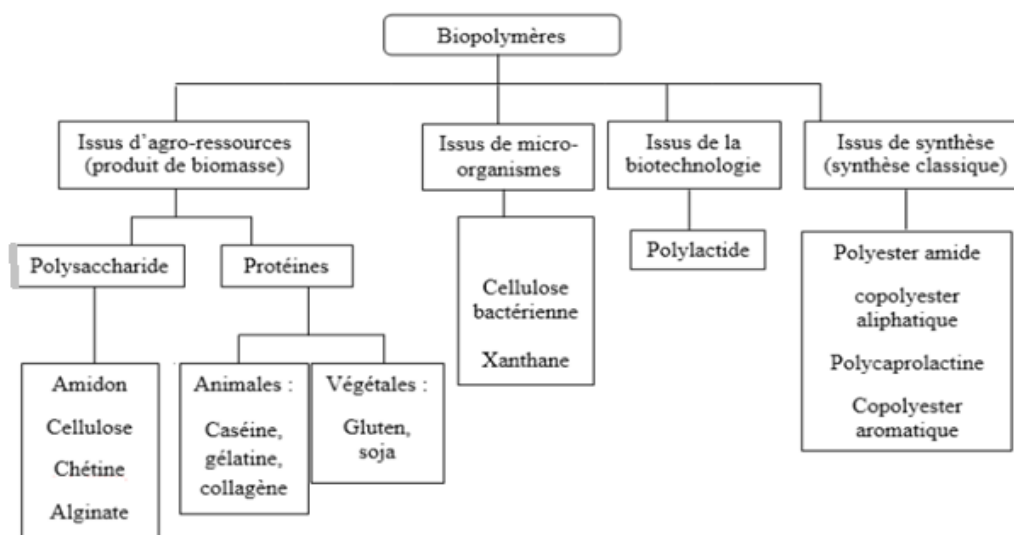 Biopolymères
Issus d'agro-ressources
(produit de biomasse)
Issus de micro-
organismes
Issus de la
biotechnologie
Issus de synthèse
(synthèse classique)
Polysaccharide
Protéines
Cellulose
bactérienne
Xanthane
Polylactide
Polyester amide
copolyester
aliphatique
Polycaprolactine
Copolyester
aromatique
Amidon
Cellulose
Chétine
Alginate
Animales :
Caséine,
gélatine,
collagène
Végétales :
Gluten,
soja